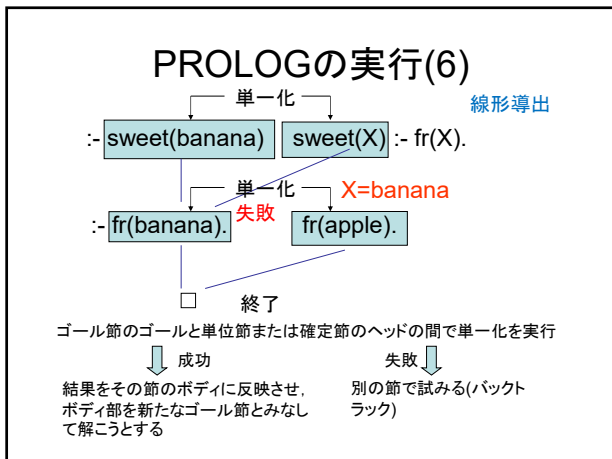 PROLOGの実行(6)
単一化
線形導出
:- sweet(banana) sweet(X) :- fr(X).
単一化 X=banana
失敗
:- fr(banana). fr(apple).
□ 終了
ゴール節のゴールと単位節または確定節のヘッドの間で単一化を実行
成功 失敗
結果をその節のボディに反映させ,
ボディ部を新たなゴール節とみなし
て解こうとする
別の節で試みる(バックト
ラック)